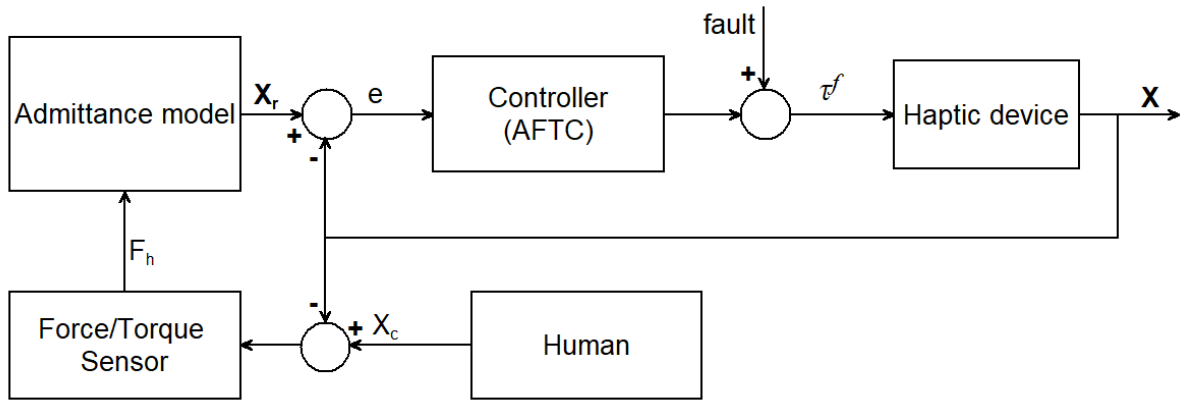 fault
Admittance model
Xr
+
-
e
Controller
(AFTC)
+
τf
Haptic device
X
Fh
Force/Torque
Sensor
-
+
Xc
Human